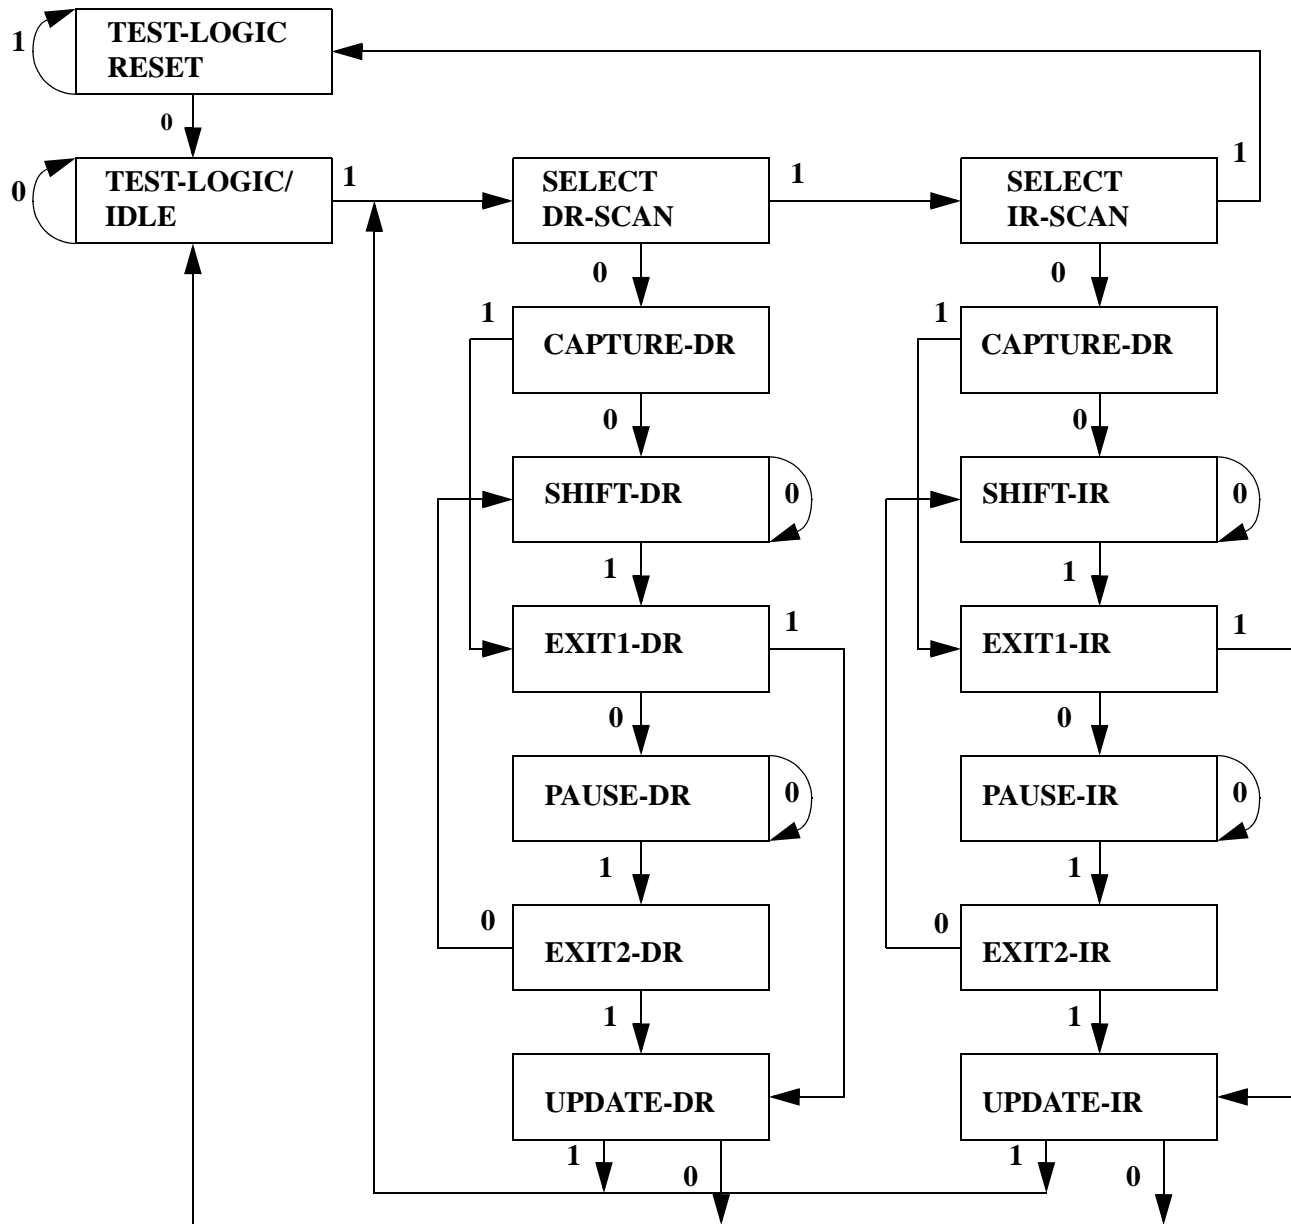 TEST-LOGIC
RESET
1
0
TEST-LOGIC/
IDLE
0
1
SELECT
DR-SCAN
1
SELECT
IR-SCAN
1
0
0
1
CAPTURE-DR
1
CAPTURE-DR
0
0
SHIFT-DR
0
SHIFT-IR
0
1
1
EXIT1-DR
1
EXIT1-IR
1
0
0
PAUSE-DR
0
PAUSE-IR
0
1
1
0
EXIT2-DR
0
EXIT2-IR
1
1
UPDATE-DR
UPDATE-IR
1
0
1
0